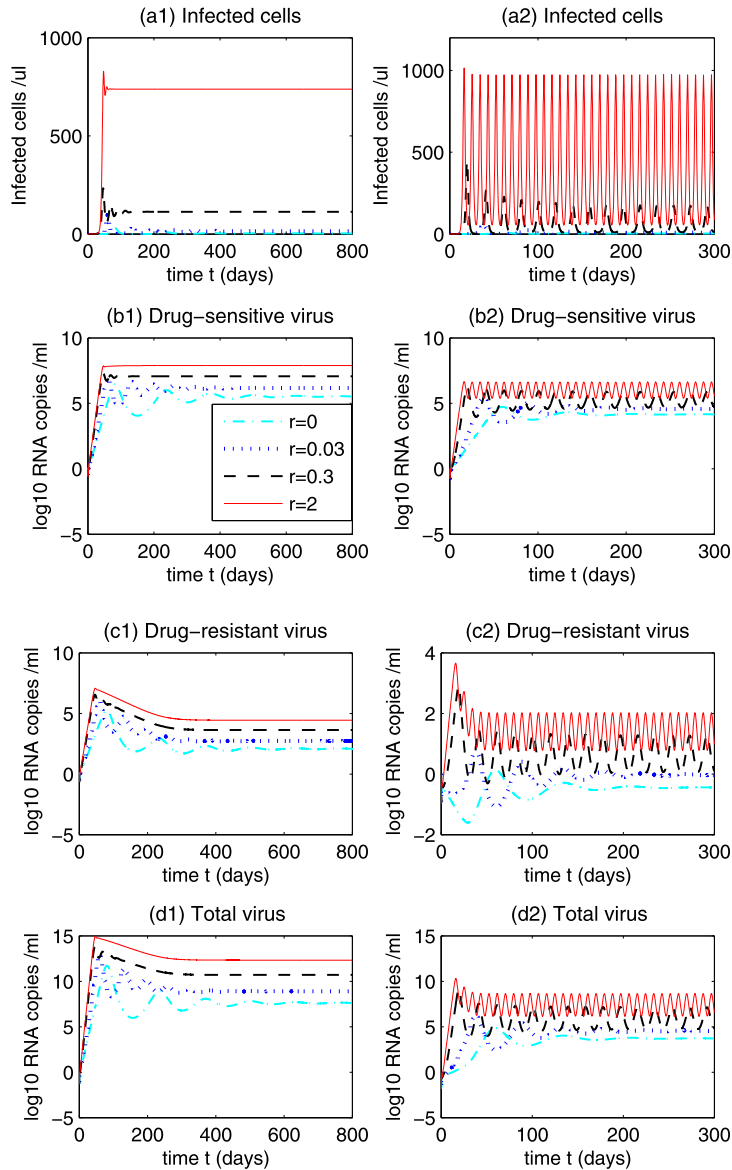 (a1) Infected cells
Infected cells /ul
1000
500
0
0 200 400 600 800
time t (days)
(a2) Infected cells
Infected cells /ul
1000
500
0
0 100 200 300
time t (days)
(b1) Drug−sensitive virus
log10 RNA copies /ml
10
5
0
−5
0 200 400 600 800
time t (days)
r=0
r=0.03
r=0.3
r=2
(b2) Drug−sensitive virus
log10 RNA copies /ml
10
5
0
−5
0 100 200 300
time t (days)
(c1) Drug−resistant virus
log10 RNA copies /ml
10
5
0
−5
0 200 400 600 800
time t (days)
(c2) Drug−resistant virus
log10 RNA copies /ml
4
2
0
−2
0 100 200 300
time t (days)
(d1) Total virus
log10 RNA copies /ml
15
10
5
0
−5
0 200 400 600 800
time t (days)
(d2) Total virus
log10 RNA copies /ml
15
10
5
0
−5
0 100 200 300
time t (days)